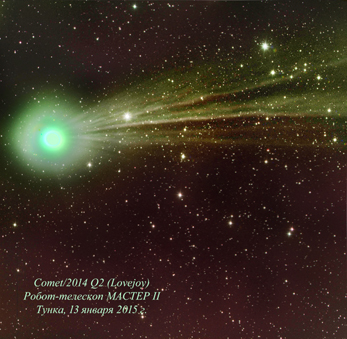 Comet/2014 Q2 (Lovejoy)
Робот-телескоп МАСТЕР II
Тунка, 13 января 2015 г.